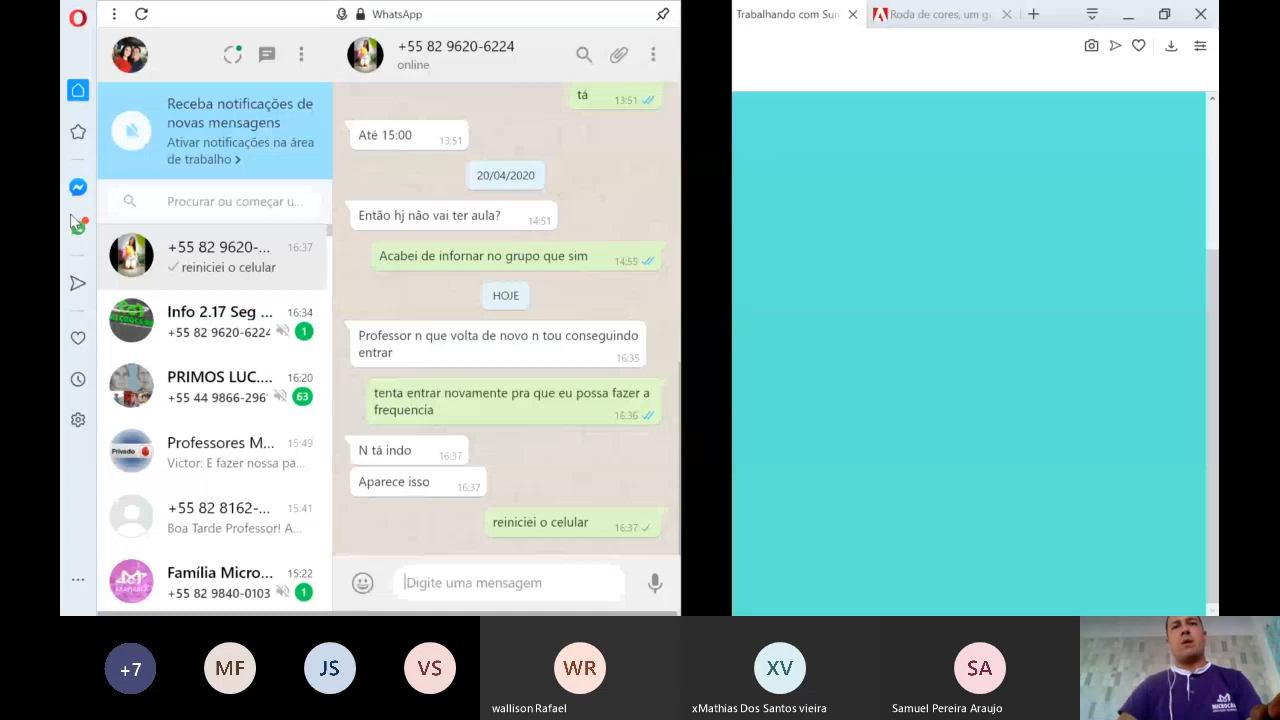 WhatsApp
+55 82 9620-6224
online
Receba notificações de
novas mensagens
Ativar notificações na área
de trabalho >
Procurar ou começar u...
+55 82 9620-...
16:37
reiniciei o celular
Info 2.17 Seg ...
16:34
+55 82 9620-6224
1
PRIMOS LUC....
16:20
+55 44 9866-296
63
Professores M...
15:49
Privado
Victor: E fazer nossa pa...
+55 82 8162-...
15:41
Boa Tarde Professor! A...
Família Micro...
15:22
+55 82 9840-0103
1
tá
13:51
Até 15:00
13:51
20/04/2020
Então hj não vai ter aula?
14:51
Acabei de infornar no grupo que sim
14:55
HOJE
Professor n que volta de novo n tou conseguindo
entrar
16:35
tenta entrar novamente pra que eu possa fazer a
frequencia
16:36
N tá indo
16:37
Aparece isso
16:37
reiniciei o celular
16:37
Digite uma mensagem
Trabalhando com Sun
Roda de cores, um g
+7
MF
JS
VS
WR
wallison Rafael
XV
xMathias Dos Santos vieira
SA
Samuel Pereira Araujo